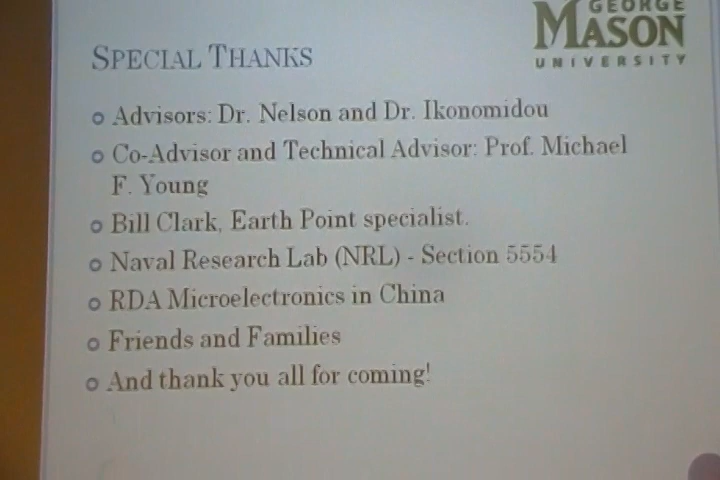 GEORGE
MASON
UNIVERSITY
SPECIAL THANKS
Advisors: Dr. Nelson and Dr. Ikonomidou
Co-Advisor and Technical Advisor: Prof. Michael
F. Young
Bill Clark, Earth Point specialist.
Naval Research Lab (NRL) - Section 5554
RDA Microelectronics in China
Friends and Families
And thank you all for coming!